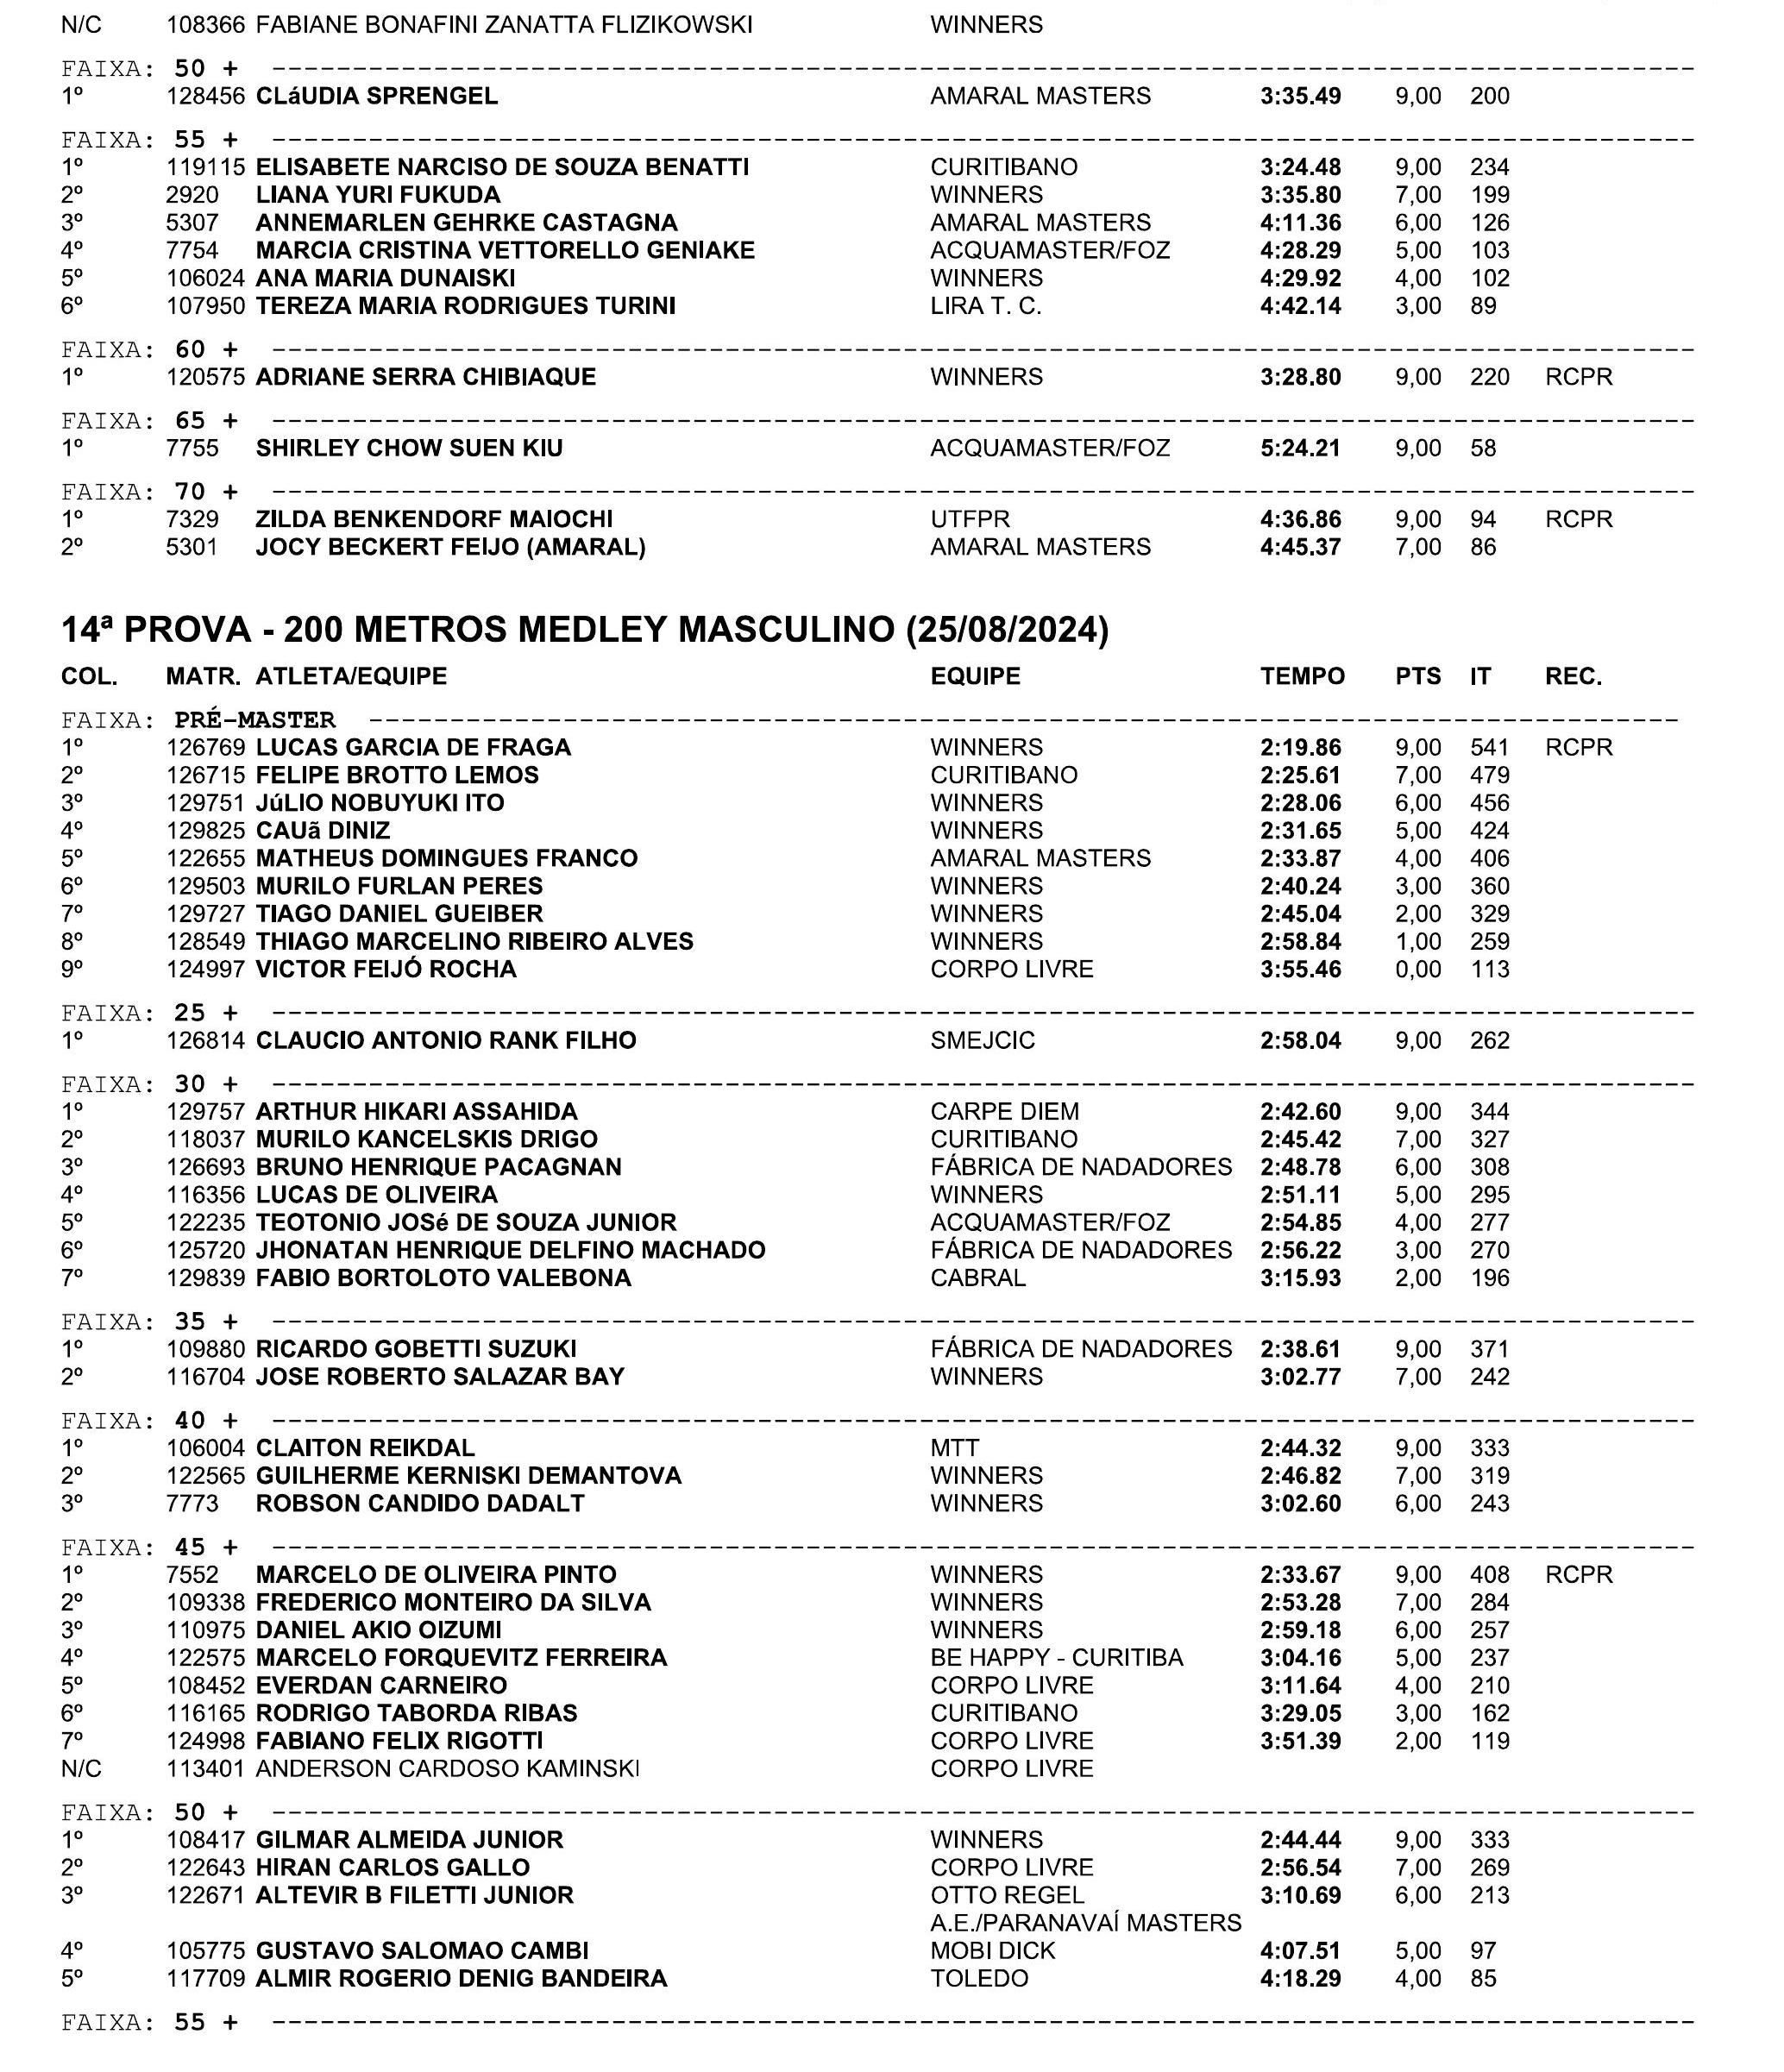 N/C 108366 FABIANE BONAFINI ZANATTA FLIZIKOWSKI WINNERS
FAIXA: 50 + ----------------------------------------------------------------------------------------
1º 128456 CLáUDIA SPRENGEL AMARAL MASTERS 3:35.49 9,00 200
FAIXA: 55 + ----------------------------------------------------------------------------------------
1º 119115 ELISABETE NARCISO DE SOUZA BENATTI CURITIBANO 3:24.48 9,00 234
2º 2920 LIANA YURI FUKUDA WINNERS 3:35.80 7,00 199
3º 5307 ANNEMARLEN GEHRKE CASTAGNA AMARAL MASTERS 4:11.36 6,00 126
4º 7754 MARCIA CRISTINA VETTORELLO GENIAKE ACQUAMASTER/FOZ 4:28.29 5,00 103
5º 106024 ANA MARIA DUNAISKI WINNERS 4:29.92 4,00 102
6º 107950 TEREZA MARIA RODRIGUES TURINI LIRA T. C. 4:42.14 3,00 89
FAIXA: 60 + ----------------------------------------------------------------------------------------
1º 120575 ADRIANE SERRA CHIBIAQUE WINNERS 3:28.80 9,00 220 RCPR
FAIXA: 65 + ----------------------------------------------------------------------------------------
1º 7755 SHIRLEY CHOW SUEN KIU ACQUAMASTER/FOZ 5:24.21 9,00 58
FAIXA: 70 + ----------------------------------------------------------------------------------------
1º 7329 ZILDA BENKENDORF MAIOCHI UTFPR 4:36.86 9,00 94 RCPR
2º 5301 JOCY BECKERT FEIJO (AMARAL) AMARAL MASTERS 4:45.37 7,00 86
14ª PROVA - 200 METROS MEDLEY MASCULINO (25/08/2024)
COL. MATR. ATLETA/EQUIPE EQUIPE TEMPO PTS IT REC.
FAIXA: PRÉ-MASTER ---------------------------------------------------------------------------------
1º 126769 LUCAS GARCIA DE FRAGA WINNERS 2:19.86 9,00 541 RCPR
2º 126715 FELIPE BROTTO LEMOS CURITIBANO 2:25.61 7,00 479
3º 129751 JúLIO NOBUYUKI ITO WINNERS 2:28.06 6,00 456
4º 129825 CAUã DINIZ WINNERS 2:31.65 5,00 424
5º 122655 MATHEUS DOMINGUES FRANCO AMARAL MASTERS 2:33.87 4,00 406
6º 129503 MURILO FURLAN PERES WINNERS 2:40.24 3,00 360
7º 129727 TIAGO DANIEL GUEIBER WINNERS 2:45.04 2,00 329
8º 128549 THIAGO MARCELINO RIBEIRO ALVES WINNERS 2:58.84 1,00 259
9º 124997 VICTOR FEIJÓ ROCHA CORPO LIVRE 3:55.46 0,00 113
FAIXA: 25 + ----------------------------------------------------------------------------------------
1º 126814 CLAUCIO ANTONIO RANK FILHO SMEJCIC 2:58.04 9,00 262
FAIXA: 30 + ----------------------------------------------------------------------------------------
1º 129757 ARTHUR HIKARI ASSAHIDA CARPE DIEM 2:42.60 9,00 344
2º 118037 MURILO KANCELSKIS DRIGO CURITIBANO 2:45.42 7,00 327
3º 126693 BRUNO HENRIQUE PACAGNAN FÁBRICA DE NADADORES 2:48.78 6,00 308
4º 116356 LUCAS DE OLIVEIRA WINNERS 2:51.11 5,00 295
5º 122235 TEOTONIO JOSé DE SOUZA JUNIOR ACQUAMASTER/FOZ 2:54.85 4,00 277
6º 125720 JHONATAN HENRIQUE DELFINO MACHADO FÁBRICA DE NADADORES 2:56.22 3,00 270
7º 129839 FABIO BORTOLOTO VALEBONA CABRAL 3:15.93 2,00 196
FAIXA: 35 + ----------------------------------------------------------------------------------------
1º 109880 RICARDO GOBETTI SUZUKI FÁBRICA DE NADADORES 2:38.61 9,00 371
2º 116704 JOSE ROBERTO SALAZAR BAY WINNERS 3:02.77 7,00 242
FAIXA: 40 + ----------------------------------------------------------------------------------------
1º 106004 CLAITON REIKDAL MTT 2:44.32 9,00 333
2º 122565 GUILHERME KERNISKI DEMANTOVA WINNERS 2:46.82 7,00 319
3º 7773 ROBSON CANDIDO DADALT WINNERS 3:02.60 6,00 243
FAIXA: 45 + ----------------------------------------------------------------------------------------
1º 7552 MARCELO DE OLIVEIRA PINTO WINNERS 2:33.67 9,00 408 RCPR
2º 109338 FREDERICO MONTEIRO DA SILVA WINNERS 2:53.28 7,00 284
3º 110975 DANIEL AKIO OIZUMI WINNERS 2:59.18 6,00 257
4º 122575 MARCELO FORQUEVITZ FERREIRA BE HAPPY - CURITIBA 3:04.16 5,00 237
5º 108452 EVERDAN CARNEIRO CORPO LIVRE 3:11.64 4,00 210
6º 116165 RODRIGO TABORDA RIBAS CURITIBANO 3:29.05 3,00 162
7º 124998 FABIANO FELIX RIGOTTI CORPO LIVRE 3:51.39 2,00 119
N/C 113401 ANDERSON CARDOSO KAMINSKI CORPO LIVRE
FAIXA: 50 + ----------------------------------------------------------------------------------------
1º 108417 GILMAR ALMEIDA JUNIOR WINNERS 2:44.44 9,00 333
2º 122643 HIRAN CARLOS GALLO CORPO LIVRE 2:56.54 7,00 269
3º 122671 ALTEVIR B FILETTI JUNIOR OTTO REGEL 3:10.69 6,00 213
A.E./PARANAVAÍ MASTERS
4º 105775 GUSTAVO SALOMAO CAMBI MOBI DICK 4:07.51 5,00 97
5º 117709 ALMIR ROGERIO DENIG BANDEIRA TOLEDO 4:18.29 4,00 85
FAIXA: 55 + ----------------------------------------------------------------------------------------